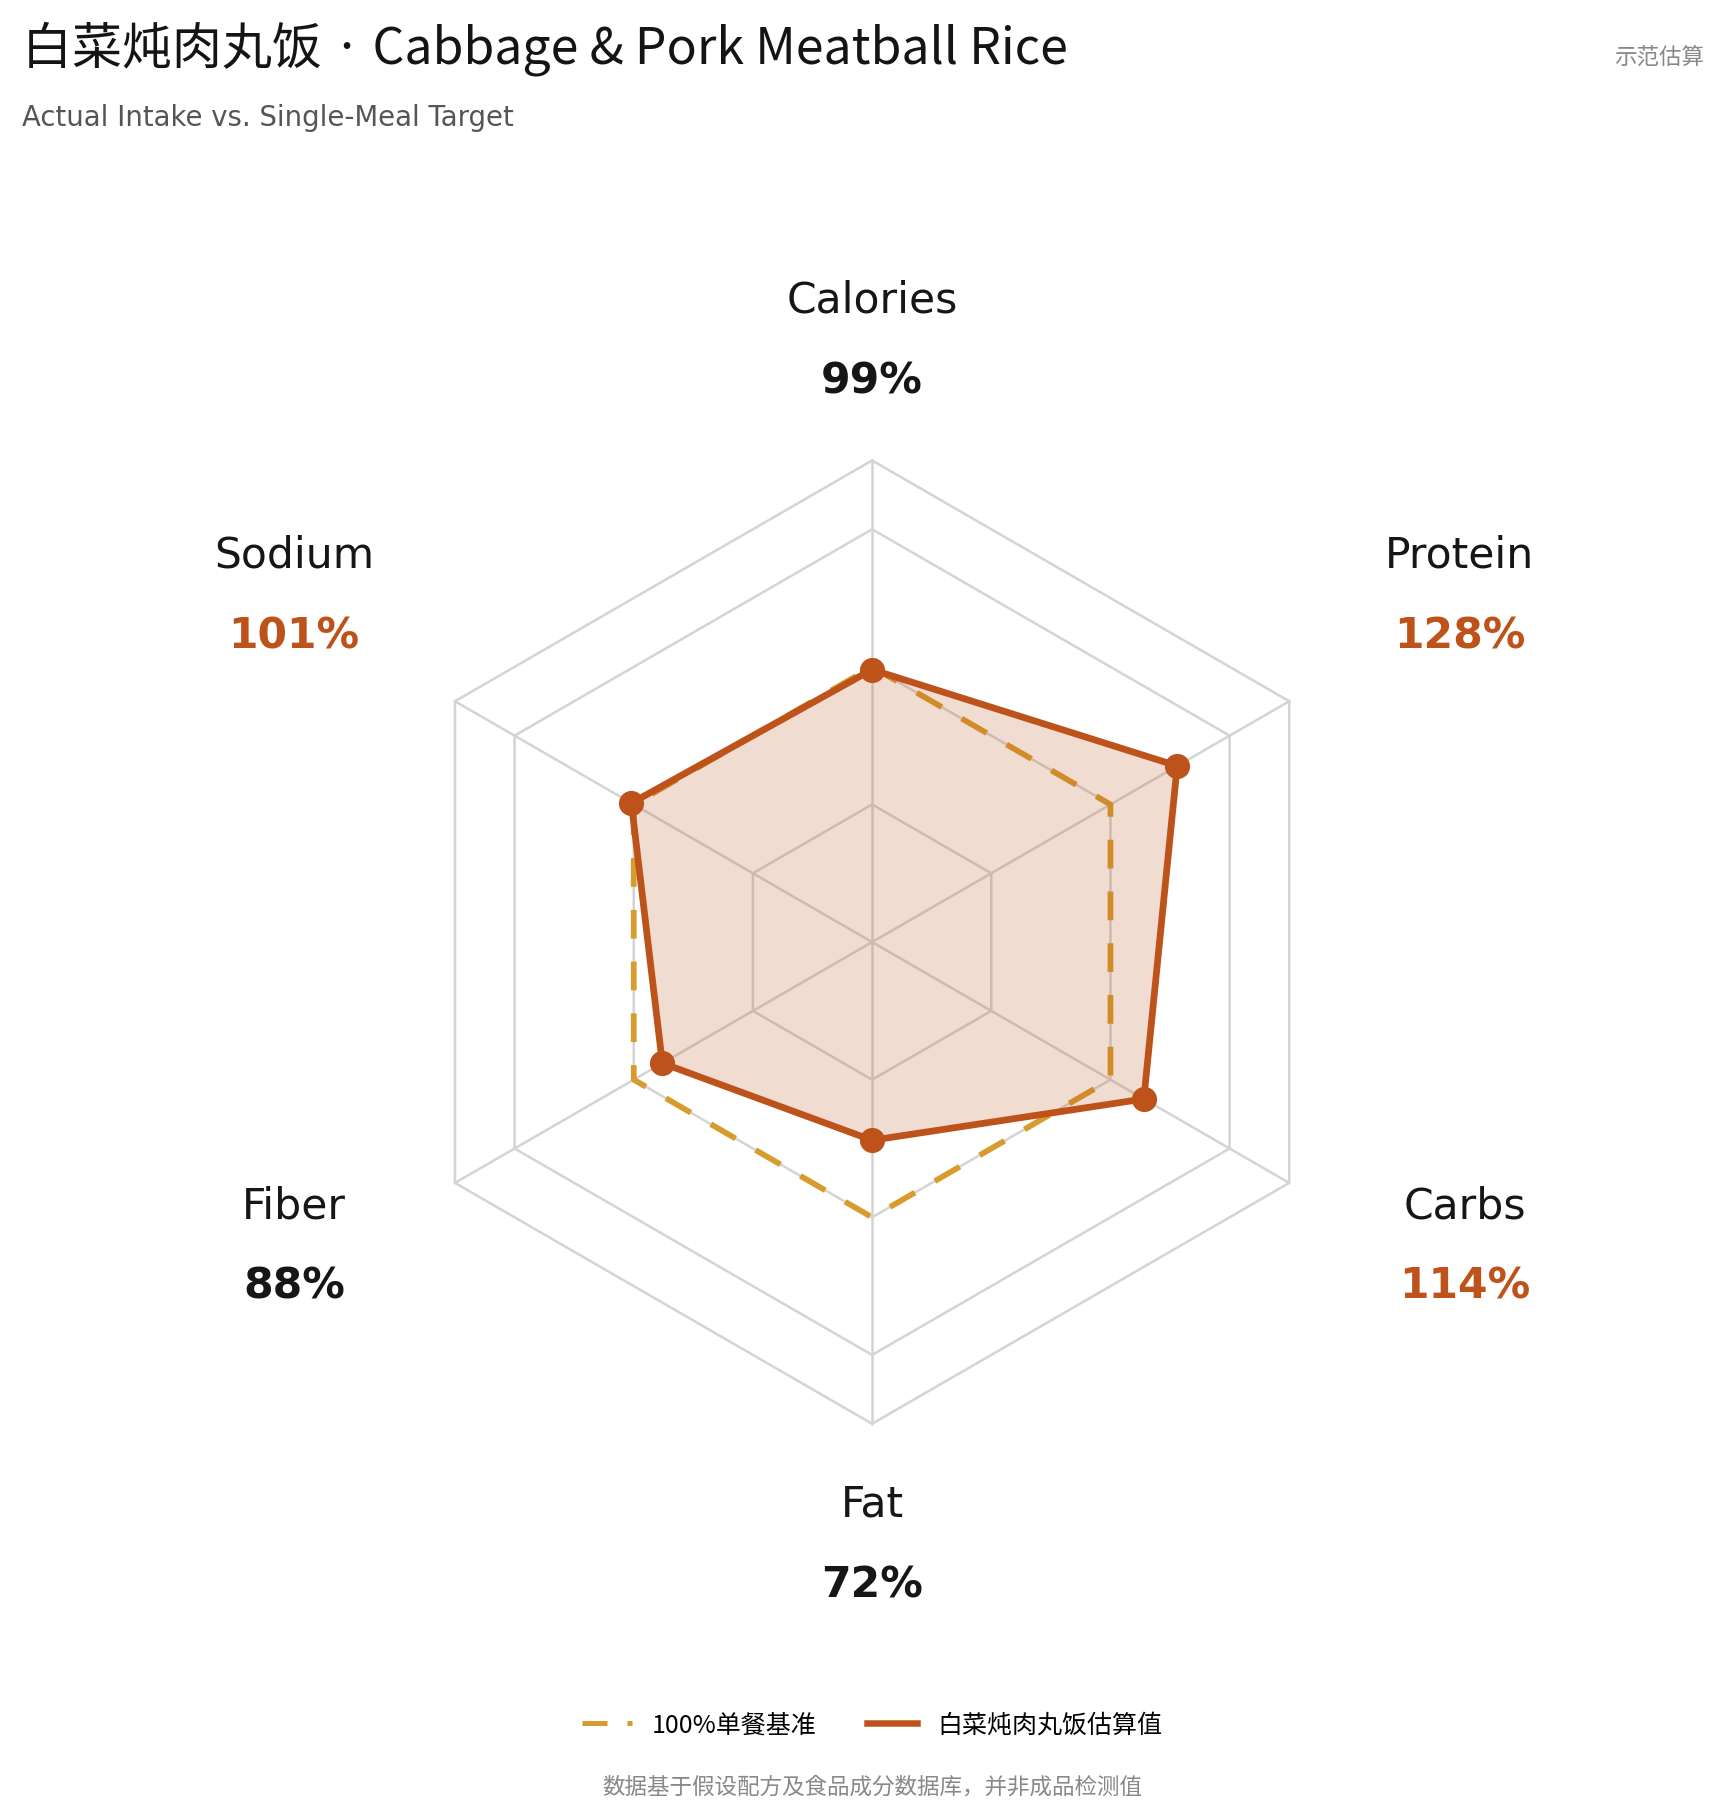 白菜炖肉丸饭 · Cabbage & Pork Meatball Rice
示范估算
Actual Intake vs. Single-Meal Target
Calories
99%
Sodium
101%
Protein
128%
Fiber
88%
Carbs
114%
Fat
72%
100%单餐基准
白菜炖肉丸饭估算值
数据基于假设配方及食品成分数据库，并非成品检测值